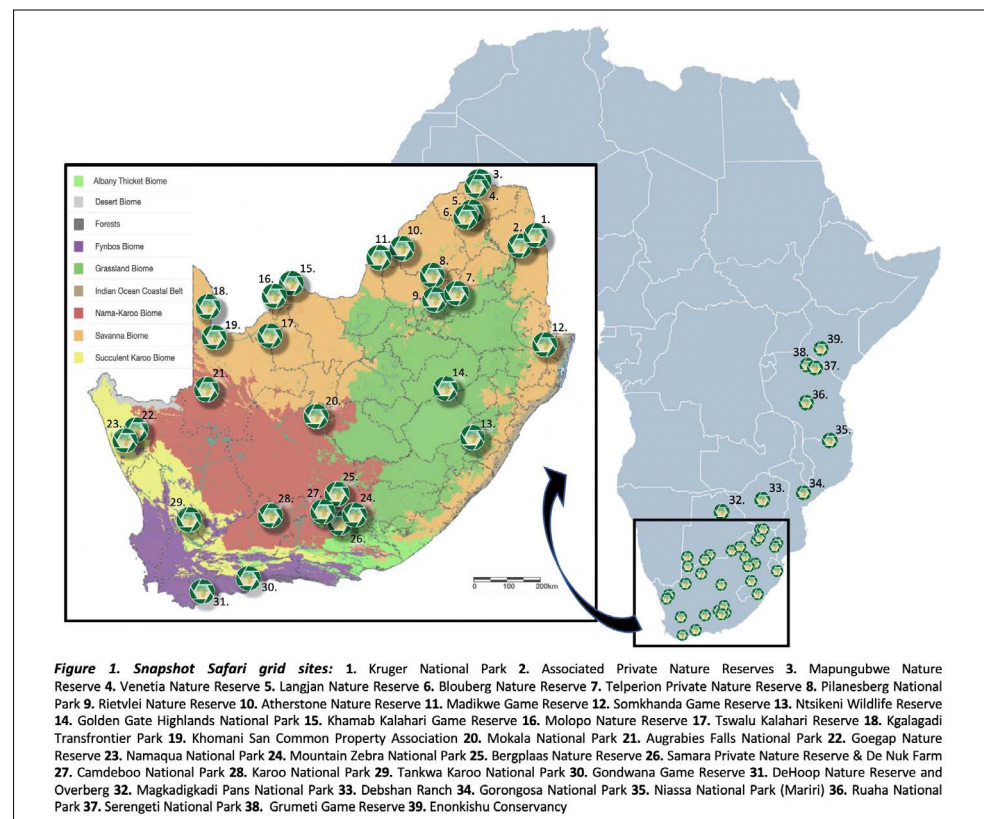 Albany Thicket Biome
Desert Biome
Forests
Fynbos Biome
Grassland Biome
Indian Ocean Coastal Belt
Nama-Karoo Biome
Savanna Biome
Succulent Karoo Biome
3.
4.
5.
6.
1.
2.
10.
11.
8.
7.
9.
15.
16.
18.
17.
19.
12.
21.
14.
20.
22.
23.
13.
25.
27.
24.
28.
29.
26.
30.
31.
0 100 200km
39.
38.
37.
36.
35.
34.
33.
32.
Figure 1. Snapshot Safari grid sites: 1. Kruger National Park 2. Associated Private Nature Reserves 3. Mapungubwe Nature
Reserve 4. Venetia Nature Reserve 5. Langjan Nature Reserve 6. Blouberg Nature Reserve 7. Telperion Private Nature Reserve 8. Pilanesberg National
Park 9. Rietvlei Nature Reserve 10. Atherstone Nature Reserve 11. Madikwe Game Reserve 12. Somkhanda Game Reserve 13. Ntsikeni Wildlife Reserve
14. Golden Gate Highlands National Park 15. Khamab Kalahari Game Reserve 16. Molopo Nature Reserve 17. Tswalu Kalahari Reserve 18. Kgalagadi
Transfrontier Park 19. Khomani San Common Property Association 20. Mokala National Park 21. Augrabies Falls National Park 22. Goegap Nature
Reserve 23. Namaqua National Park 24. Mountain Zebra National Park 25. Bergplaas Nature Reserve 26. Samara Private Nature Reserve & De Nuk Farm
27. Camdeboo National Park 28. Karoo National Park 29. Tankwa Karoo National Park 30. Gondwana Game Reserve 31. DeHoop Nature Reserve and
Overberg 32. Magkadigkadi Pans National Park 33. Debshan Ranch 34. Gorongosa National Park 35. Niassa National Park (Mariri) 36. Ruaha National
Park 37. Serengeti National Park 38. Grumeti Game Reserve 39. Enonkishu Conservancy